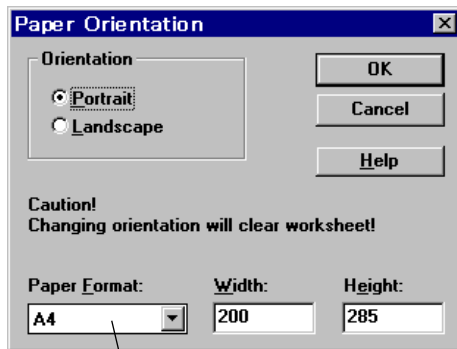 Paper Orientation
Orientation
Portrait
Landscape
OK
Cancel
Help
Caution!
Changing orientation will clear worksheet!
Paper Format: Width: Height:
A4 200 285